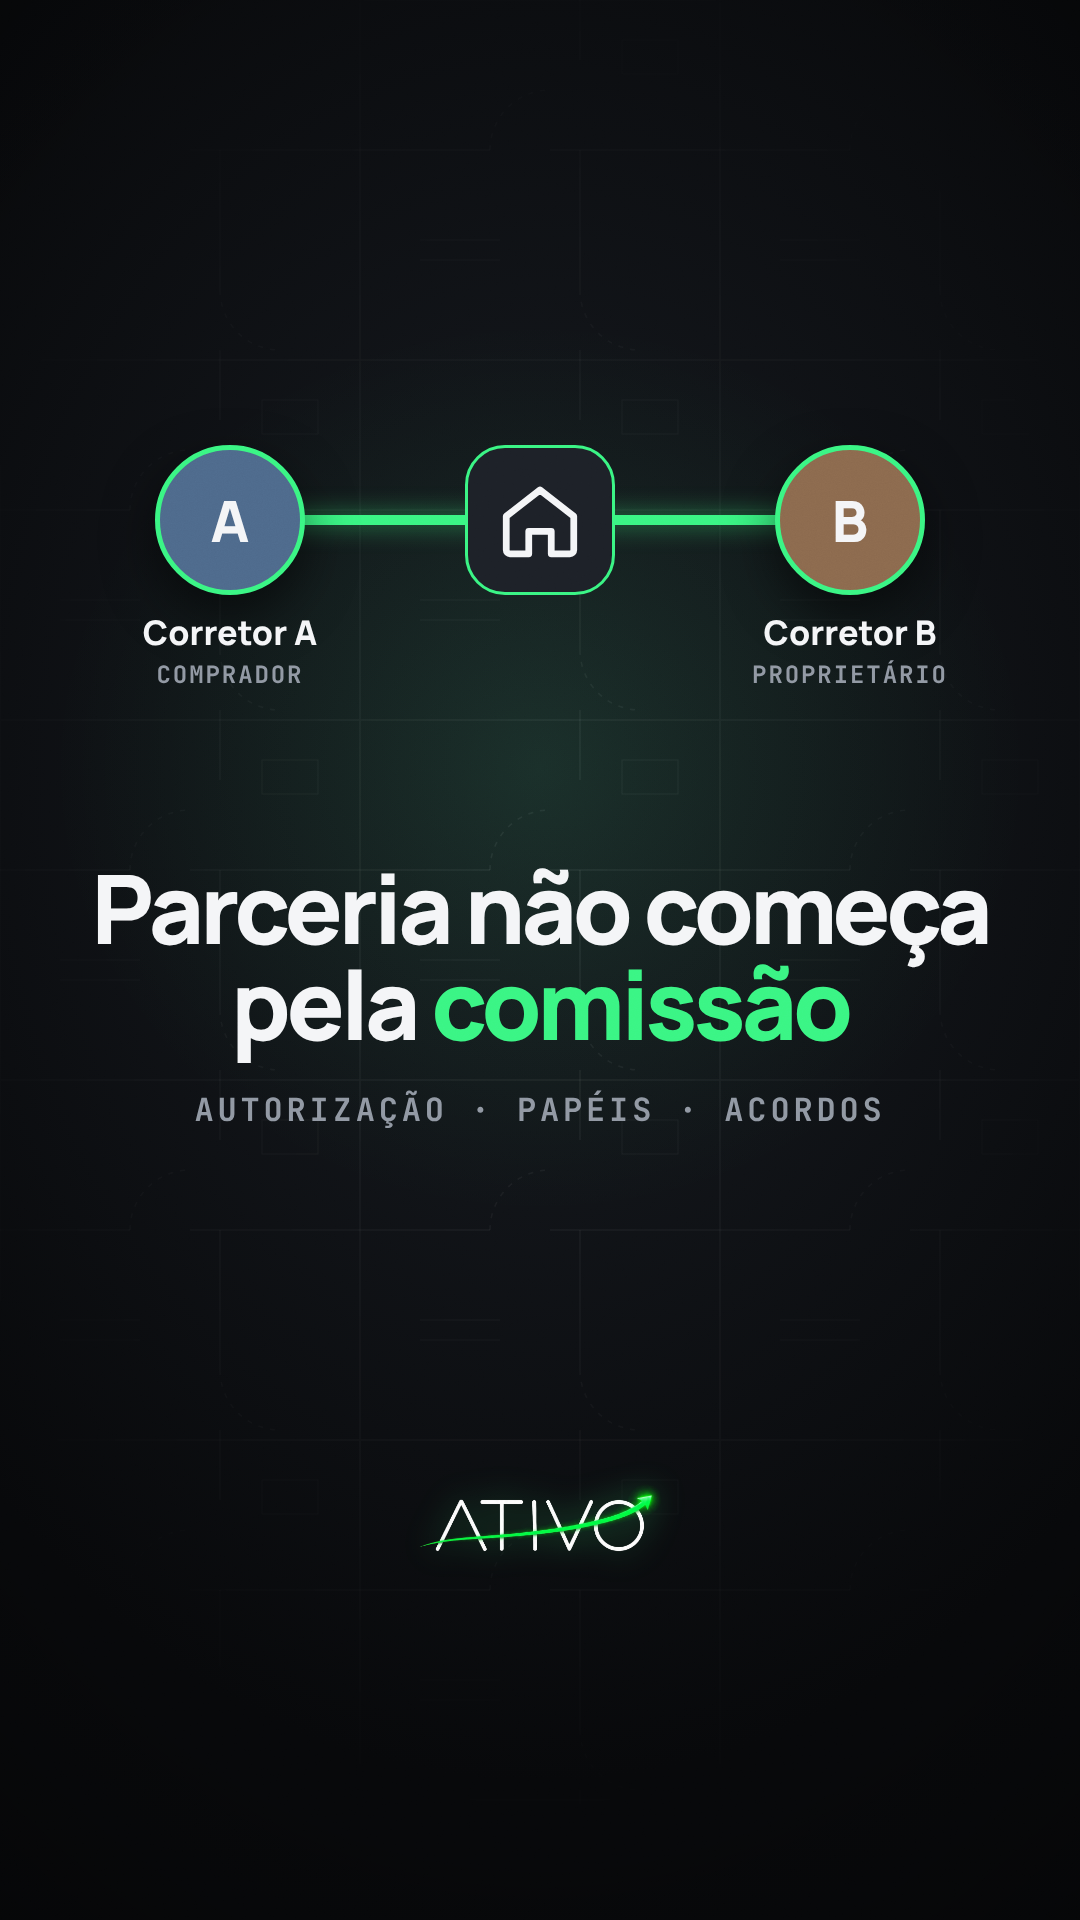 A
B
Corretor A
Corretor B
COMPRADOR
PROPRIETÁRIO
Parceria não começa
pela comissão
AUTORIZAÇÃO · PAPÉIS · ACORDOS
ATIVO